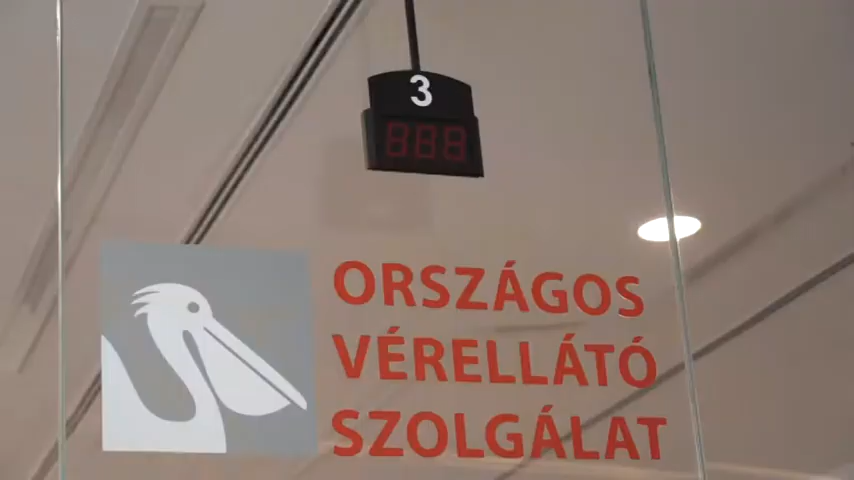 3
888
ORSZÁGOS
VÉRELLÁTÓ
SZOLGÁLAT